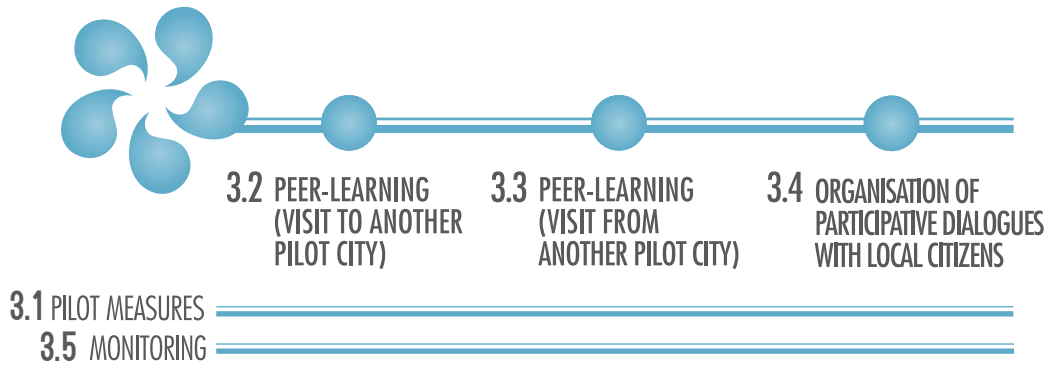 3.2 PEER-LEARNING
(VISIT TO ANOTHER
PILOT CITY)
3.3 PEER-LEARNING
(VISIT FROM
ANOTHER PILOT CITY)
3.4 ORGANISATION OF
PARTICIPATIVE DIALOGUES
WITH LOCAL CITIZENS
3.1 PILOT MEASURES
3.5 MONITORING